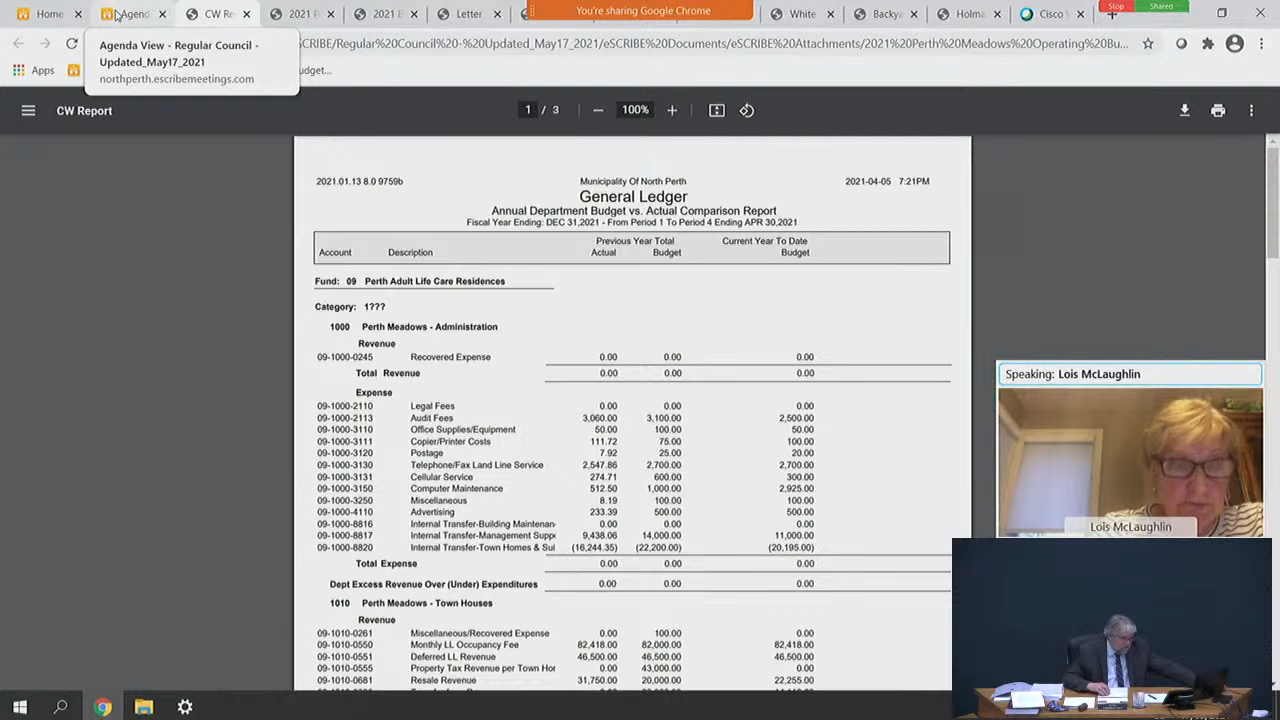 Home
Agend
CW Re
2021 P
2021 B
Letter
You're sharing Google Chrome
White
Backya
Holma
Cisco V
Stop
Shared
Agenda View - Regular Council -
Updated_May17_2021
northperth.escribemeetings.com
SCRIBE/Regular%20Council%20-%20Updated_May17_2021/eSCRIBE%20Documents/eSCRIBE%20Attachments/2021%20Perth%20Meadows%20Operating%20Bu...
Apps
udget...
CW Report
1 / 3
100%
2021.01.13 8.0 9759b
Municipality Of North Perth
2021-04-05 7:21PM
General Ledger
Annual Department Budget vs. Actual Comparison Report
Fiscal Year Ending: DEC 31,2021 - From Period 1 To Period 4 Ending APR 30,2021
Previous Year Total Current Year To Date
Account Description Actual Budget Budget
Fund: 09 Perth Adult Life Care Residences
Category: 1???
1000 Perth Meadows - Administration
Revenue
09-1000-0245 Recovered Expense 0.00 0.00 0.00
Total Revenue 0.00 0.00 0.00
Expense
09-1000-2110 Legal Fees 0.00 0.00 0.00
09-1000-2113 Audit Fees 3,060.00 3,100.00 2,500.00
09-1000-3110 Office Supplies/Equipment 50.00 100.00 50.00
09-1000-3111 Copier/Printer Costs 111.72 75.00 100.00
09-1000-3120 Postage 7.92 25.00 20.00
09-1000-3130 Telephone/Fax Land Line Service 2,547.86 2,700.00 2,700.00
09-1000-3131 Cellular Service 274.71 600.00 300.00
09-1000-3150 Computer Maintenance 512.50 1,000.00 2,925.00
09-1000-3250 Miscellaneous 8.19 100.00 100.00
09-1000-4110 Advertising 233.39 500.00 500.00
09-1000-8816 Internal Transfer-Building Maintenan 0.00 0.00 0.00
09-1000-8817 Internal Transfer-Management Supp 9,438.06 14,000.00 11,000.00
09-1000-8820 Internal Transfer-Town Homes & Sui (16,244.35) (22,200.00) (20,195.00)
Total Expense 0.00 0.00 0.00
Dept Excess Revenue Over (Under) Expenditures 0.00 0.00 0.00
1010 Perth Meadows - Town Houses
Revenue
09-1010-0261 Miscellaneous/Recovered Expense 0.00 100.00 0.00
09-1010-0550 Monthly LL Occupancy Fee 82,418.00 82,000.00 82,418.00
09-1010-0551 Deferred LL Revenue 46,500.00 46,500.00 46,500.00
09-1010-0555 Property Tax Revenue per Town Hor 0.00 43,000.00 0.00
09-1010-0681 Resale Revenue 31,750.00 20,000.00 22,255.00
Speaking: Lois McLaughlin
Lois McLaughlin